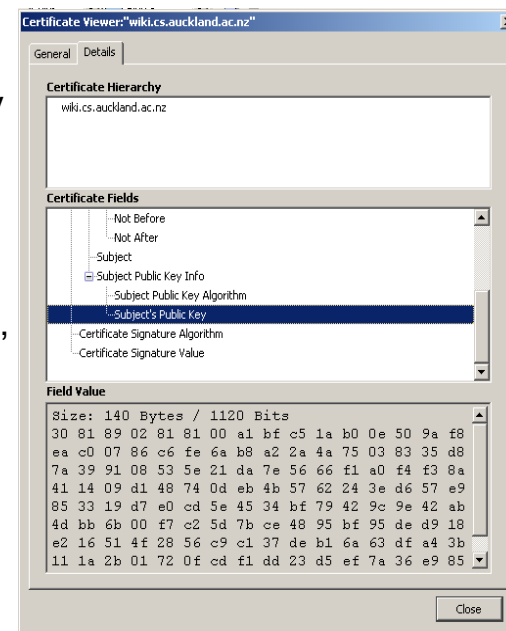 Certificate Viewer:"wiki.cs.auckland.ac.nz"
General Details
Certificate Hierarchy
wiki.cs.auckland.ac.nz
Certificate Fields
Not Before
Not After
Subject
Subject Public Key Info
Subject Public Key Algorithm
Subject's Public Key
,
Certificate Signature Algorithm
Certificate Signature Value
Field Value
Size: 140 Bytes / 1120 Bits
30 81 89 02 81 81 00 a1 bf c5 1a b0 0e 50 9a f8
ea c0 07 86 c6 fe 6a b8 a2 2a 4a 75 03 83 35 d8
7a 39 91 08 53 5e 21 da 7e 56 66 f1 a0 f4 f3 8a
41 14 09 d1 48 74 0d eb 4b 57 62 24 3e d6 57 e9
85 33 19 d7 e0 cd 5e 45 34 bf 79 42 9c 9e 42 ab
4d bb 6b 00 f7 c2 5d 7b ce 48 95 bf 95 de d9 18
e2 16 51 4f 28 56 c9 c1 37 de b1 6a 63 df a4 3b
11 1a 2b 01 72 0f cd f1 dd 23 d5 ef 7a 36 e9 85
Close